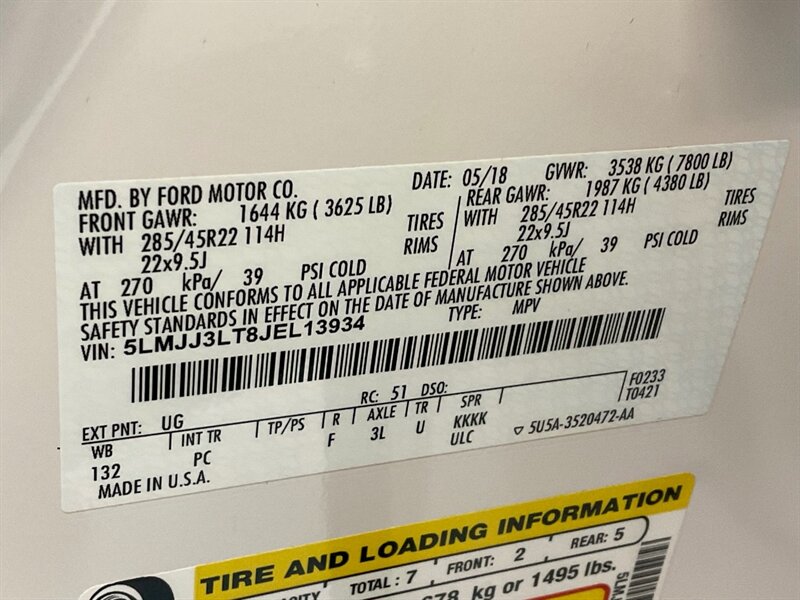 MFD. BY FORD MOTOR CO.
DATE: 05/18 GVWR: 3538 KG ( 7800 LB)
FRONT GAWR: 1644 KG ( 3625 LB)
REAR GAWR: 1987 KG ( 4380 LB)
WITH 285/45R22 114H TIRES
WITH 285/45R22 114H TIRES
22x9.5J RIMS
22x9.5J RIMS
AT 270 kPa/ 39 PSI COLD
AT 270 kPa/ 39 PSI COLD
THIS VEHICLE CONFORMS TO ALL APPLICABLE FEDERAL MOTOR VEHICLE
SAFETY STANDARDS IN EFFECT ON THE DATE OF MANUFACTURE SHOWN ABOVE.
VIN: 5LMJJ3LT8JEL13934 TYPE: MPV
EXT PNT: UG RC: 51 DSO: F0233
WB INT TR TP/PS R AXLE TR SPR T0421
132 PC F 3L U KKKK
ULC 5U5A-3520472-AA
MADE IN U.S.A.
TIRE AND LOADING INFORMATION
TOTAL : 7 FRONT: 2 REAR: 5
kg or 1495 lbs.